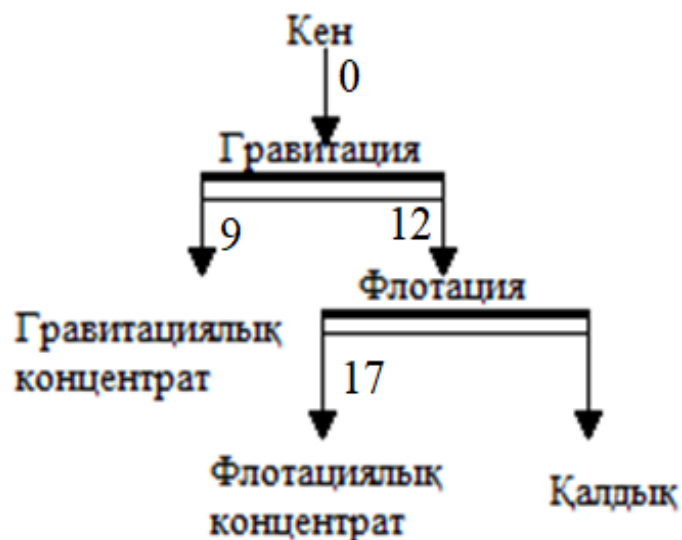 Кен
0
Гравитация
9
12
Флотация
Гравитациялық
концентрат
17
Флотациялық
концентрат
Қалдық